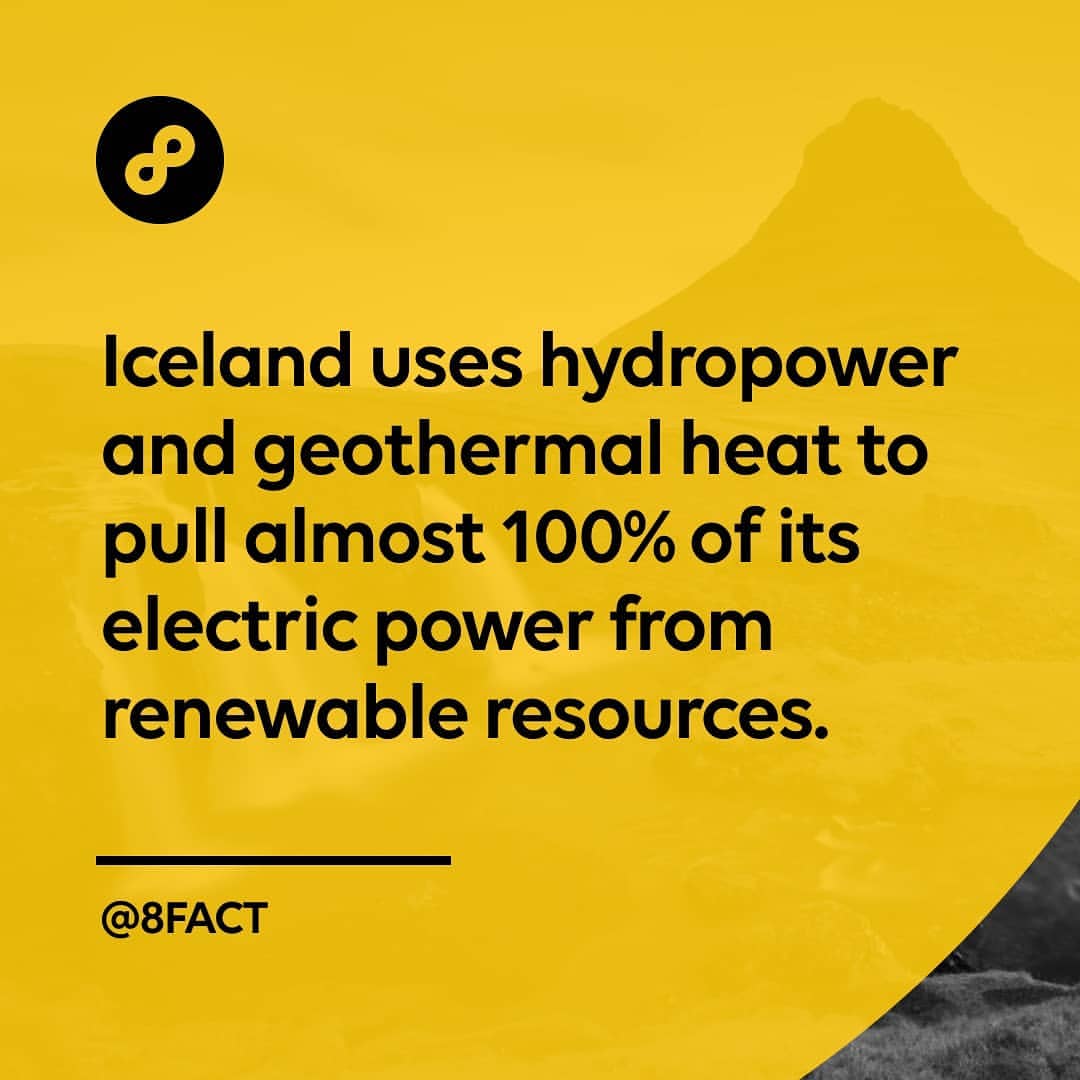 Iceland uses hydropower
and geothermal heat to
pull almost 100% of its
electric power from
renewable resources.
@8FACT